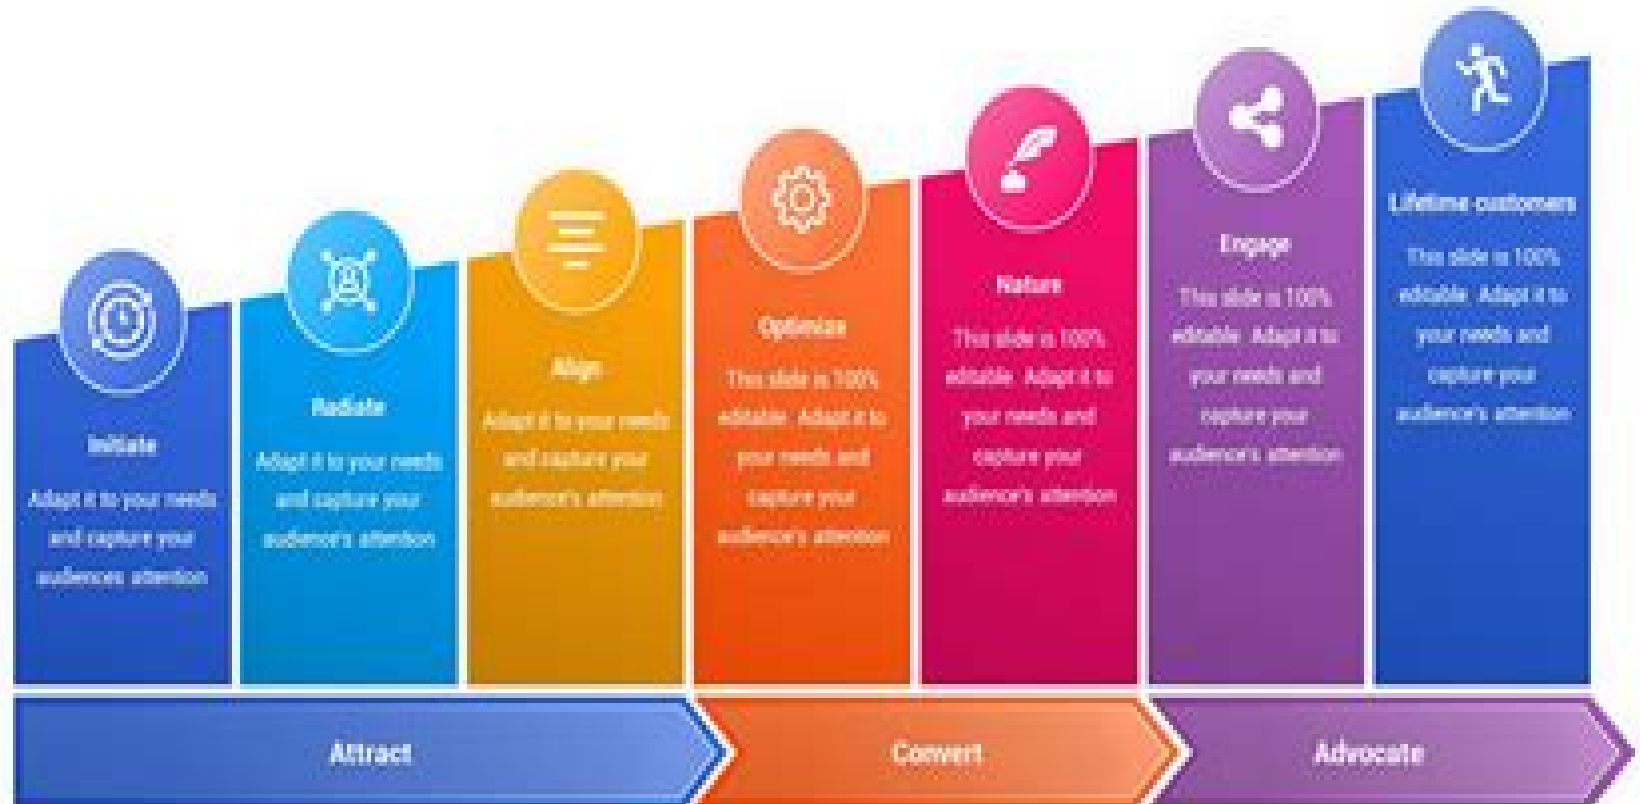 Initiate
Adapt it to your needs
and capture your
audiences attention
Radiate
Adapt it to your needs
and capture your
audience's attention
Align
Adapt it to your needs
and capture your
audience's attention
Optimize
This slide is 100%
editable. Adapt it to
your needs and
capture your
audience's attention
Nature
This slide is 100%
editable. Adapt it to
your needs and
capture your
audience's attention
Engage
This slide is 100%
editable. Adapt it to
your needs and
capture your
audience's attention
Lifetime customers
This slide is 100%
editable. Adapt it to
your needs and
capture your
audience's attention
Attract
Convert
Advocate